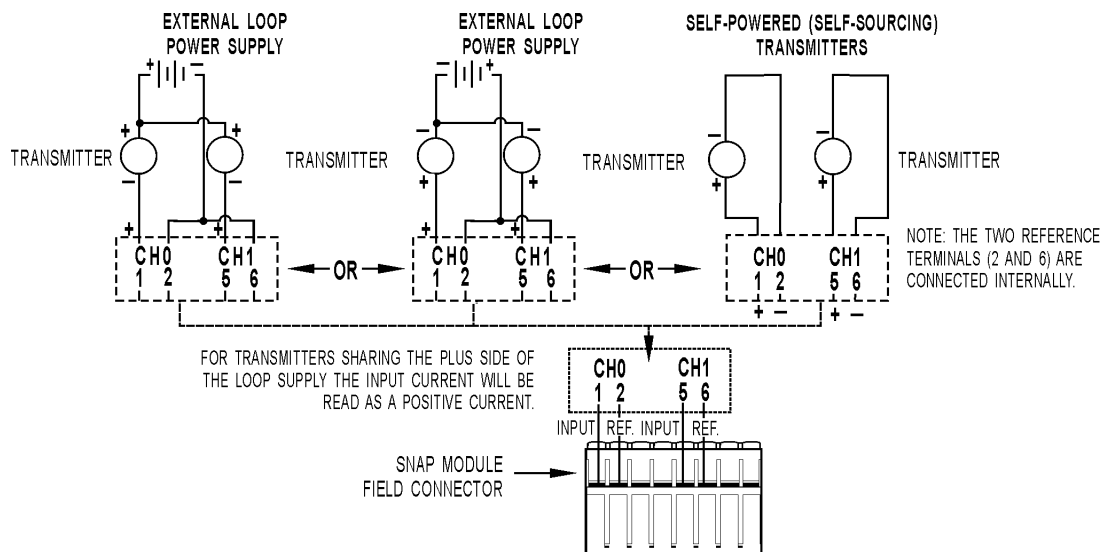 EXTERNAL LOOP
POWER SUPPLY
+ −
+ +
TRANSMITTER
− −
+ +
CH0 CH1
1 2 5 6
OR
EXTERNAL LOOP
POWER SUPPLY
− +
− −
TRANSMITTER
+ +
+ +
CH0 CH1
1 2 5 6
OR
SELF-POWERED (SELF-SOURCING)
TRANSMITTERS
− −
TRANSMITTER
TRANSMITTER
+ +
CH0 CH1
1 2 5 6
+ − + −
NOTE: THE TWO REFERENCE
TERMINALS (2 AND 6) ARE
CONNECTED INTERNALLY.
FOR TRANSMITTERS SHARING THE PLUS SIDE OF
THE LOOP SUPPLY THE INPUT CURRENT WILL BE
READ AS A POSITIVE CURRENT.
CH0 CH1
1 2 5 6
INPUT REF. INPUT REF.
SNAP MODULE
FIELD CONNECTOR